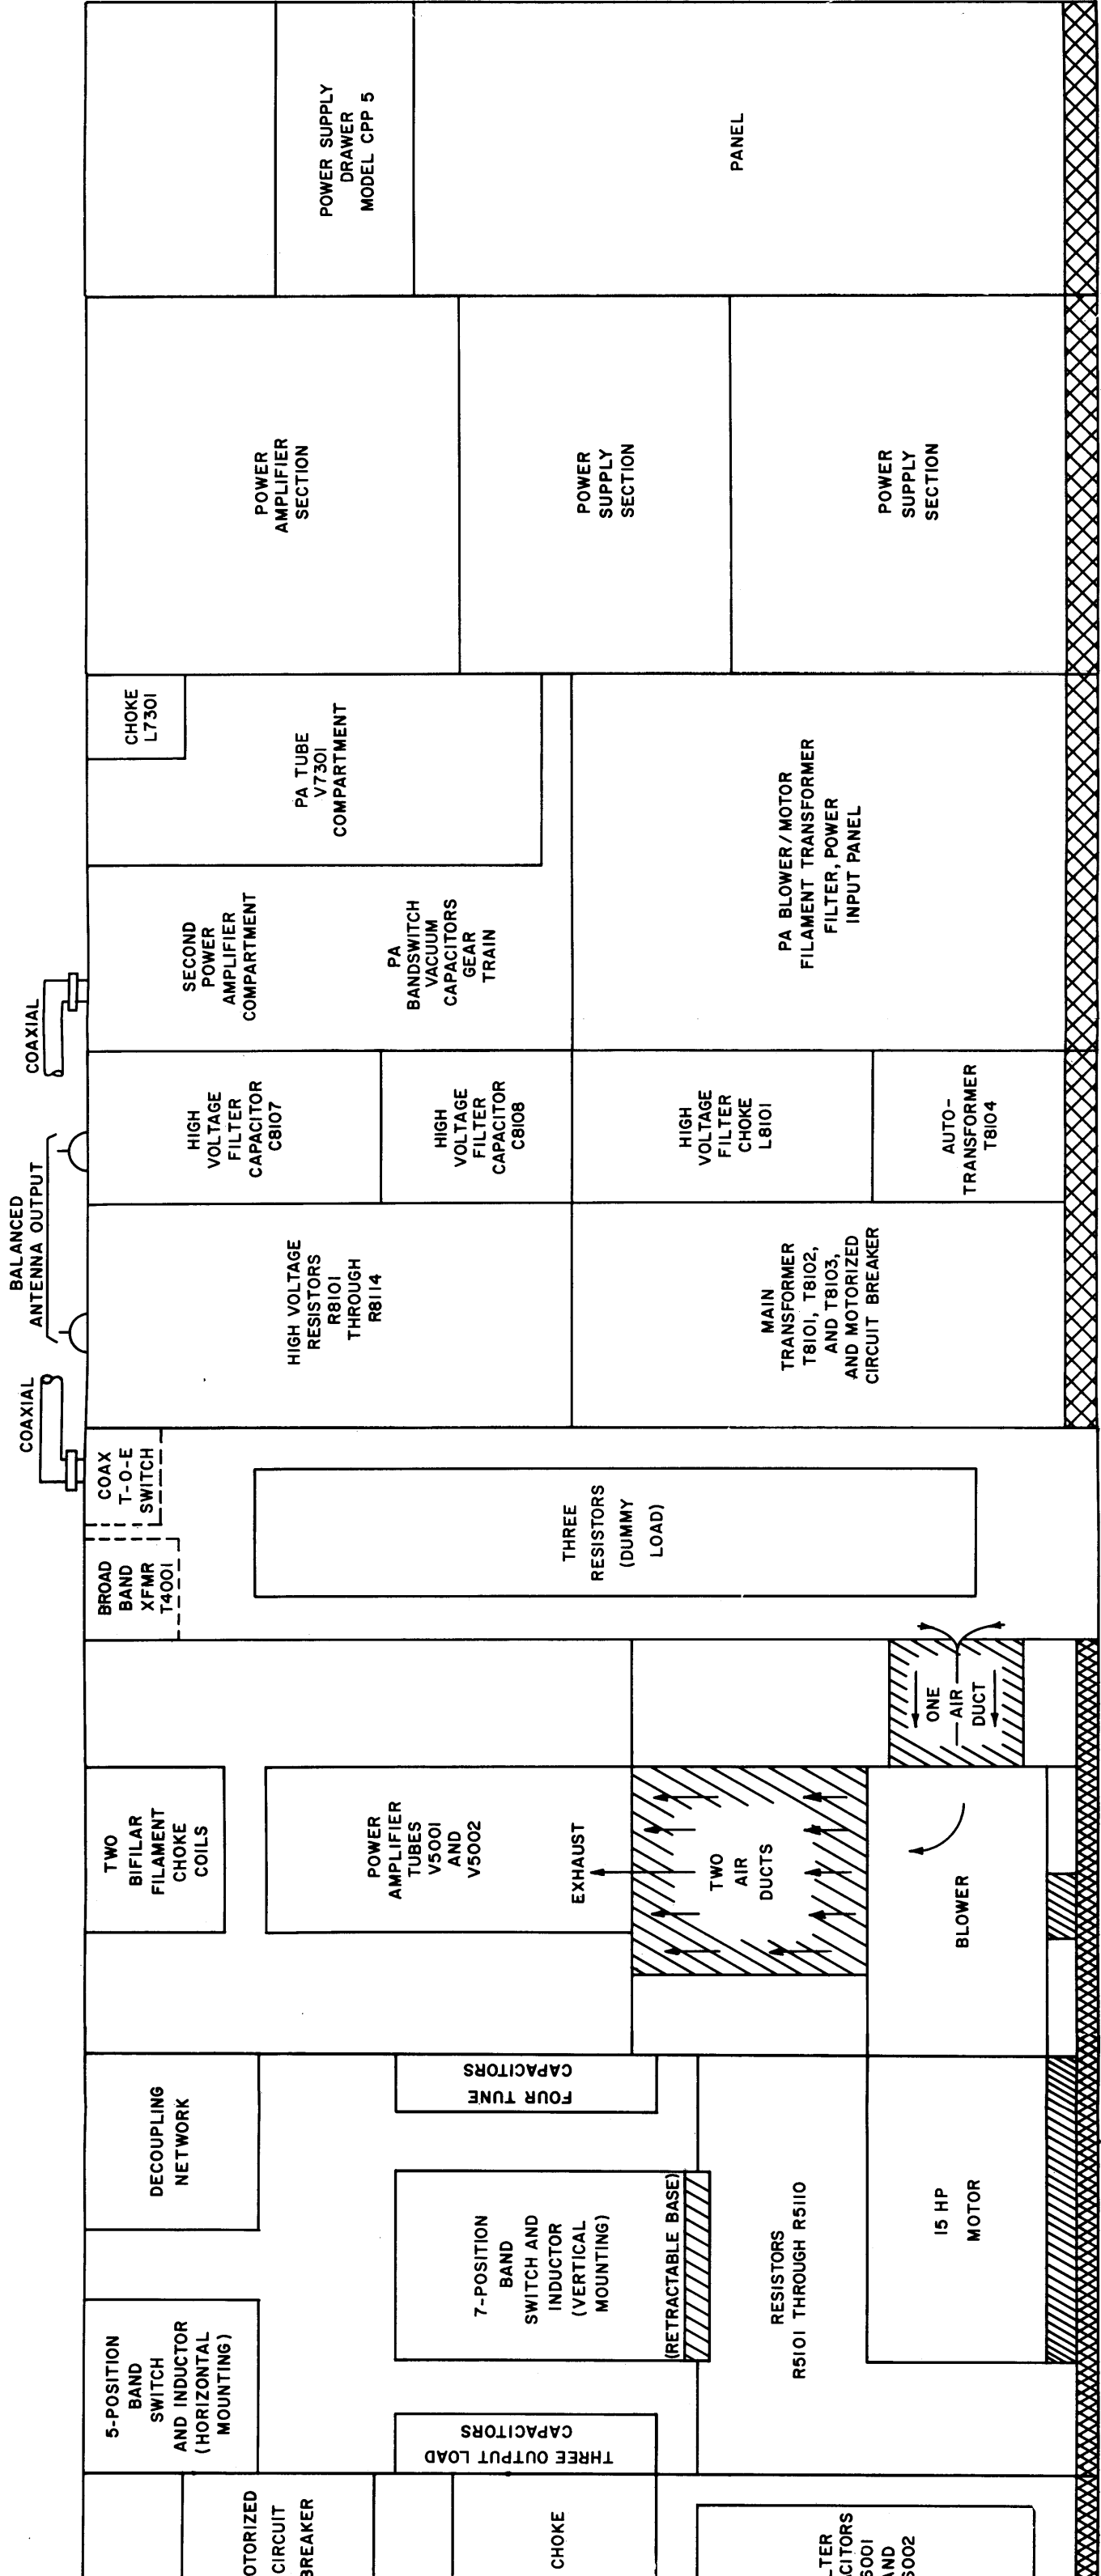 OTORIZED
CIRCUIT
BREAKER
CHOKE
LTER
AND
5-POSITION
BAND
SWITCH
AND INDUCTOR
(HORIZONTAL
MOUNTING)
THREE OUTPUT LOAD
CAPACITORS
DECOUPLING
NETWORK
7-POSITION
BAND
SWITCH AND
INDUCTOR
(VERTICAL
MOUNTING)
(RETRACTABLE BASE)
FOUR TUNE
CAPACITORS
RESISTORS
R5101 THROUGH R5110
15 HP
MOTOR
TWO
BIFILAR
FILAMENT
CHOKE
COILS
POWER
AMPLIFIER
TUBES
V5001
AND
V5002
EXHAUST
TWO
AIR
DUCTS
BLOWER
ONE
AIR
DUCT
BROAD
BAND
XFMR
T4001
COAX
T-O-E
SWITCH
COAXIAL
THREE
RESISTORS
(DUMMY
LOAD)
BALANCED
ANTENNA OUTPUT
HIGH VOLTAGE
RESISTORS
R8101
THROUGH
R8114
MAIN
TRANSFORMER
T8101, T8102,
AND T8103,
AND MOTORIZED
CIRCUIT BREAKER
HIGH
VOLTAGE
FILTER
CAPACITOR
C8107
HIGH
VOLTAGE
FILTER
CAPACITOR
C8108
HIGH
VOLTAGE
FILTER
CHOKE
L8101
AUTO-
TRANSFORMER
T8104
COAXIAL
SECOND
POWER
AMPLIFIER
COMPARTMENT
PA
BANDSWITCH
VACUUM
CAPACITORS
GEAR
TRAIN
CHOKE
L7301
PA TUBE
V7301
COMPARTMENT
PA BLOWER/MOTOR
FILAMENT TRANSFORMER
FILTER, POWER
INPUT PANEL
POWER
AMPLIFIER
SECTION
POWER
SUPPLY
SECTION
POWER
SUPPLY
SECTION
POWER SUPPLY
DRAWER
MODEL CPP 5
PANEL